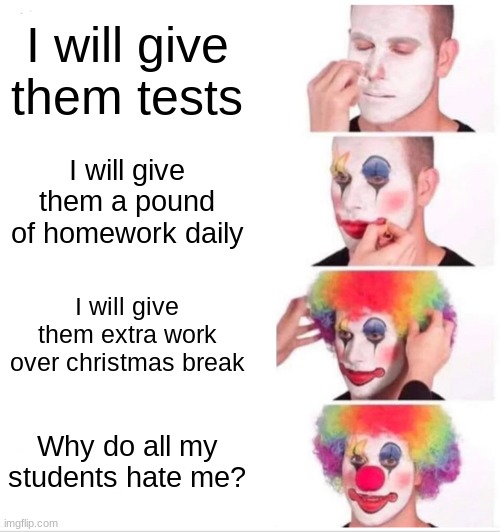 I will give
them tests
I will give
them a pound
of homework daily
I will give
them extra work
over christmas break
Why do all my
students hate me?
imgflip.com